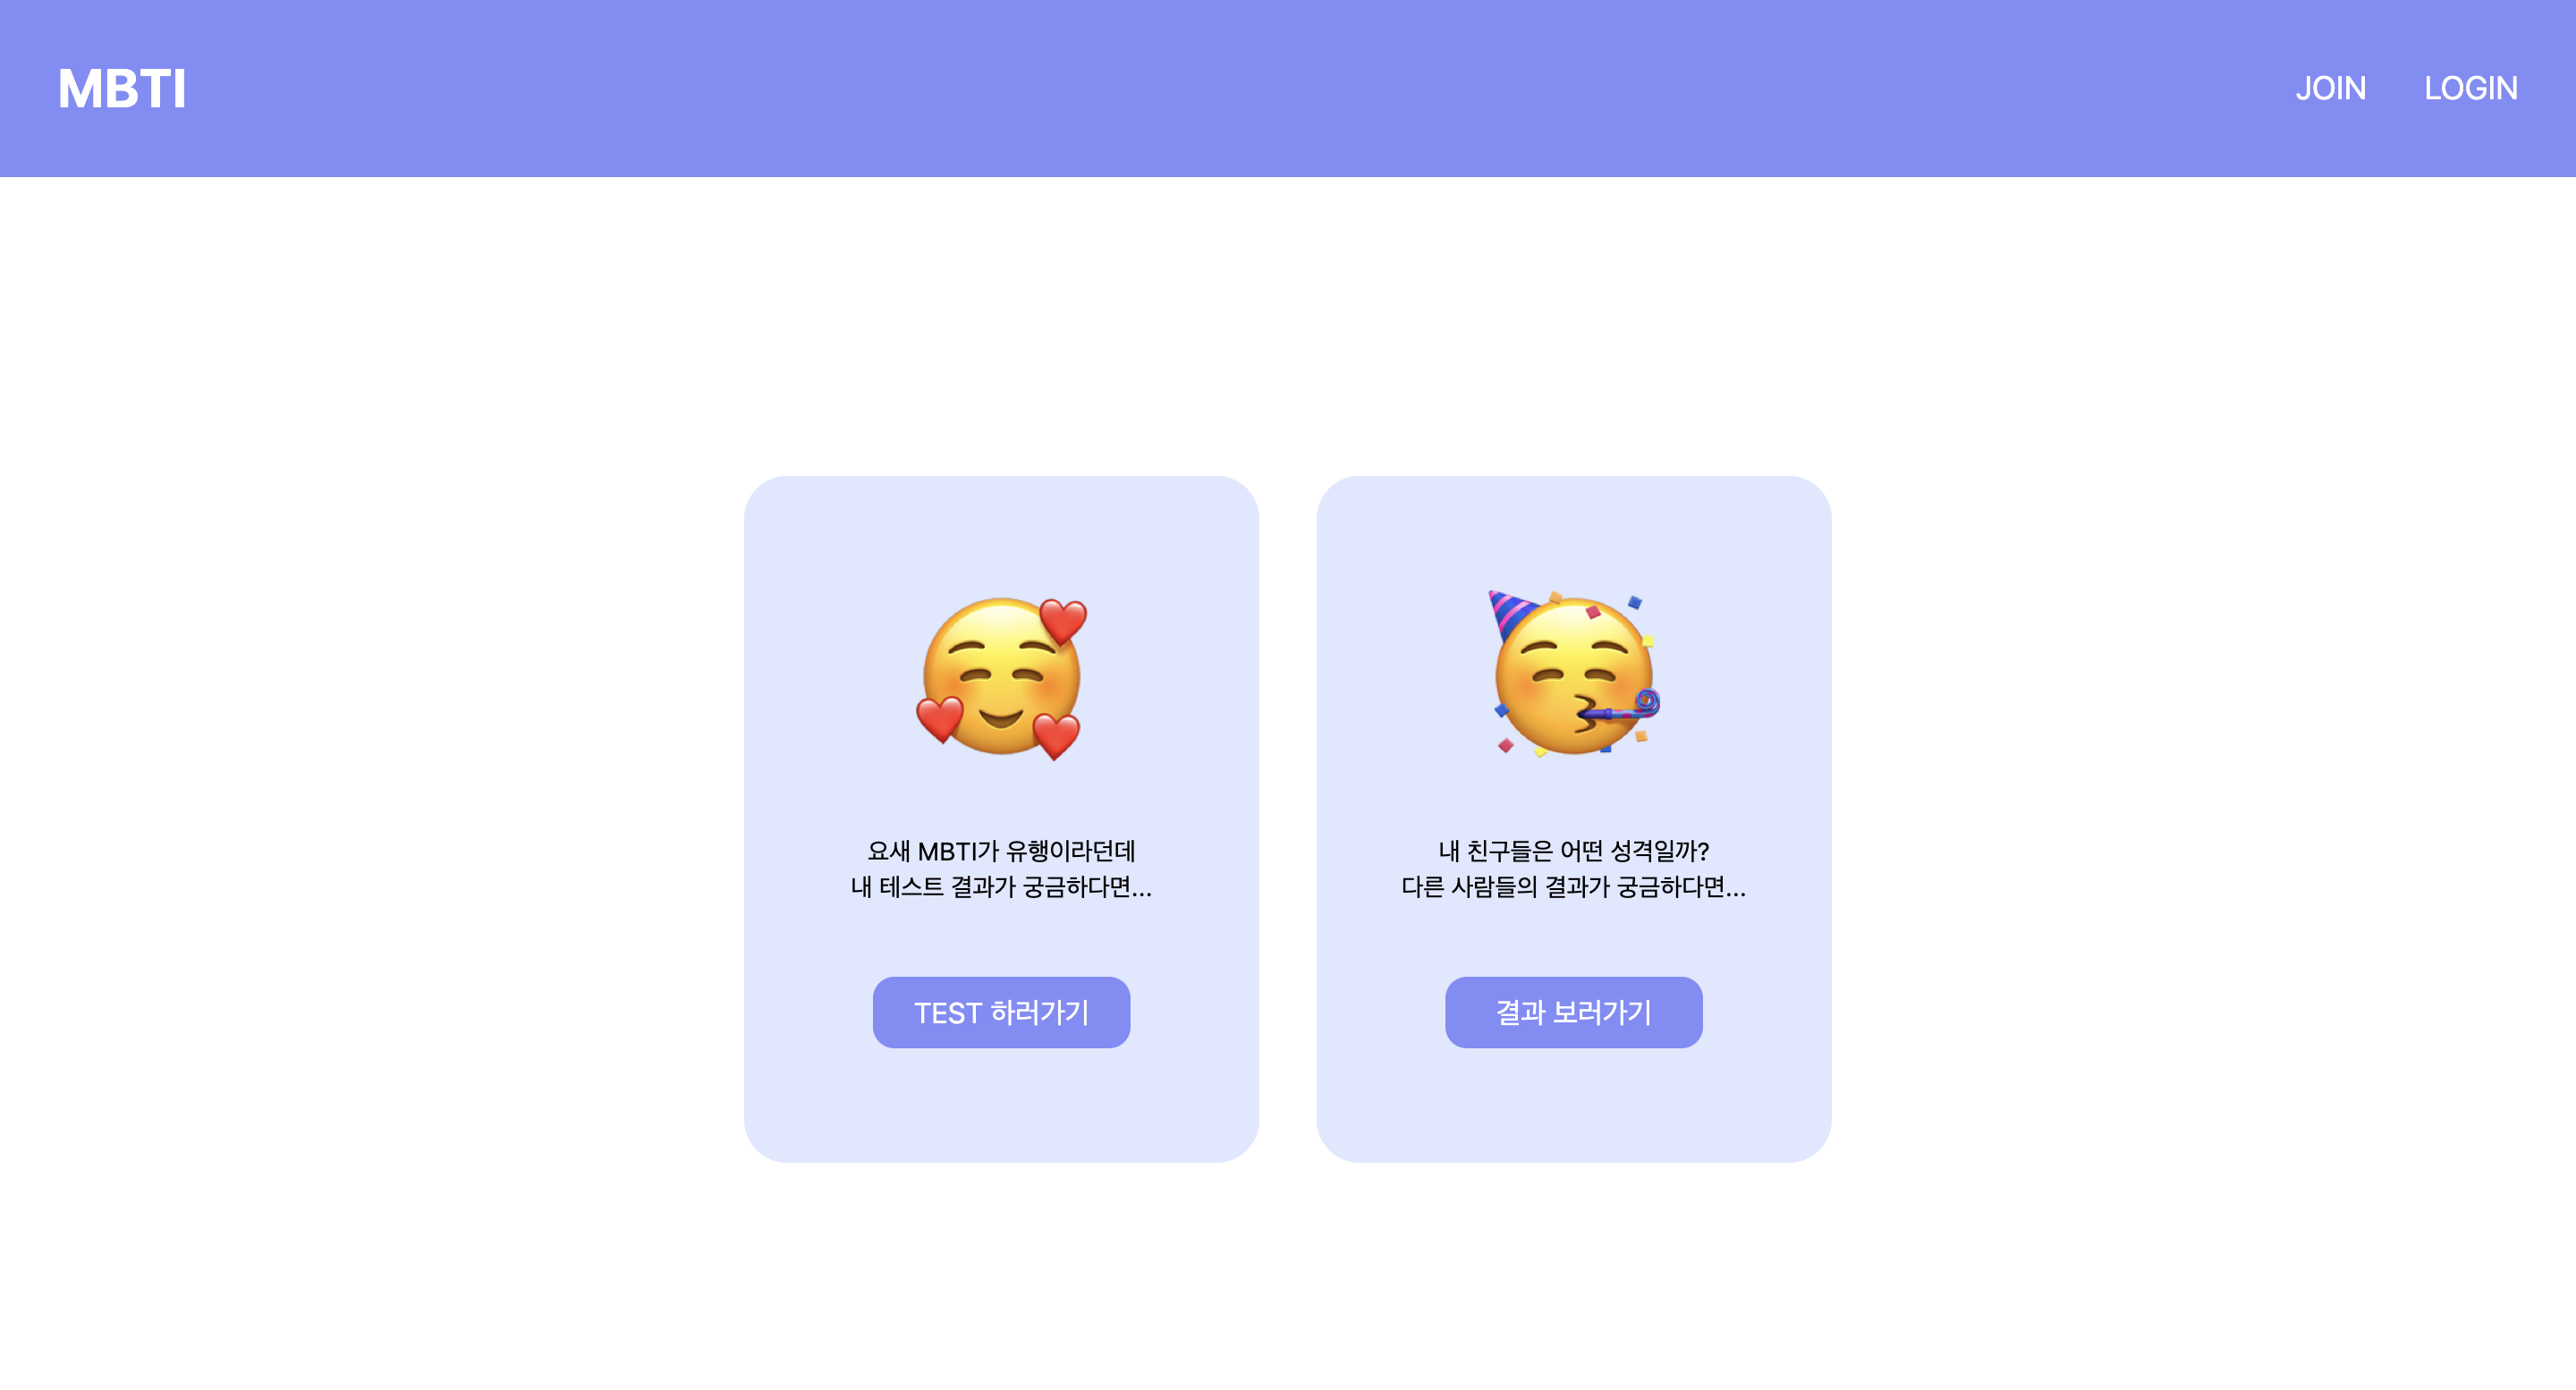 MBTI
JOIN
LOGIN
요새 MBTI가 유행이라던데
내 테스트 결과가 궁금하다면...
TEST 하러가기
내 친구들은 어떤 성격일까?
다른 사람들의 결과가 궁금하다면...
결과 보러가기